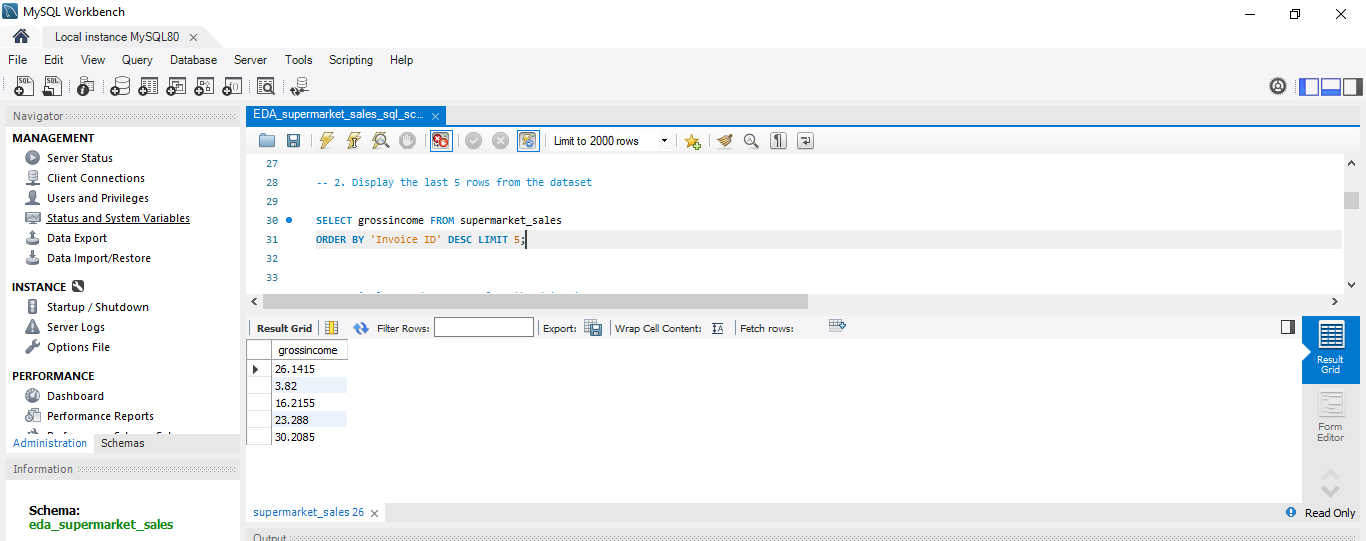 MySQL Workbench
Local instance MySQL80
File Edit View Query Database Server Tools Scripting Help
Navigator
MANAGEMENT
Server Status
Client Connections
Users and Privileges
Status and System Variables
Data Export
Data Import/Restore
INSTANCE
Startup / Shutdown
Server Logs
Options File
PERFORMANCE
Dashboard
Performance Reports
Administration Schemas
Information
Schema:
eda_supermarket_sales
EDA_supermarket_sales_sql_sc...
Limit to 2000 rows
27
28 -- 2. Display the last 5 rows from the dataset
29
30 SELECT grossincome FROM supermarket_sales
31 ORDER BY 'Invoice ID' DESC LIMIT 5;
32
33
Result Grid Filter Rows: Export: Wrap Cell Content: Fetch rows:
grossincome
26.1415
3.82
16.2155
23.288
30.2085
Result
Grid
Form
Editor
supermarket_sales 26
Read Only
Output